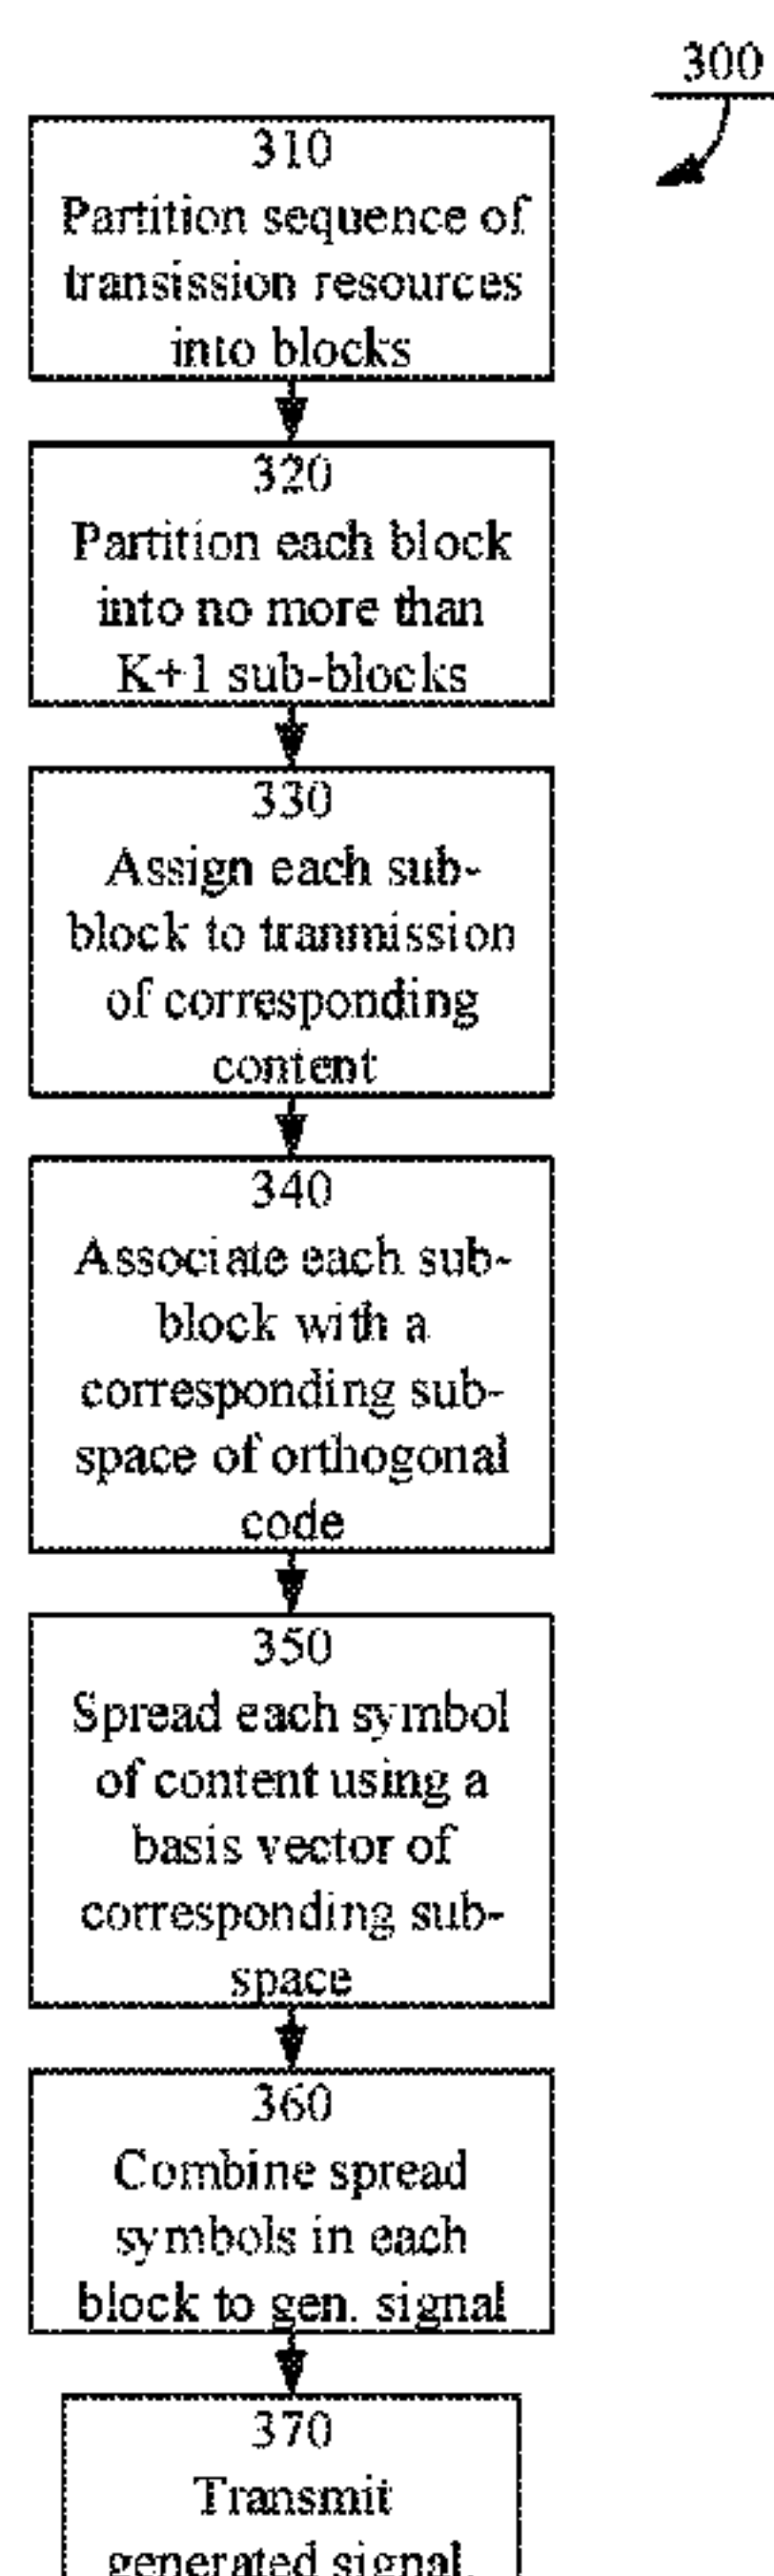 300
310
Partition sequence of
transission resources
into blocks
320
Partition each block
into no more than
K+1 sub-blocks
330
Assign each sub-
block to tranmission
of corresponding
content
340
Associate each sub-
block with a
corresponding sub-
space of orthogonal
code
350
Spread each symbol
of content using a
basis vector of
corresponding sub-
space
360
Combine spread
symbols in each
block to gen. signal
370
Transmit
generated signal.